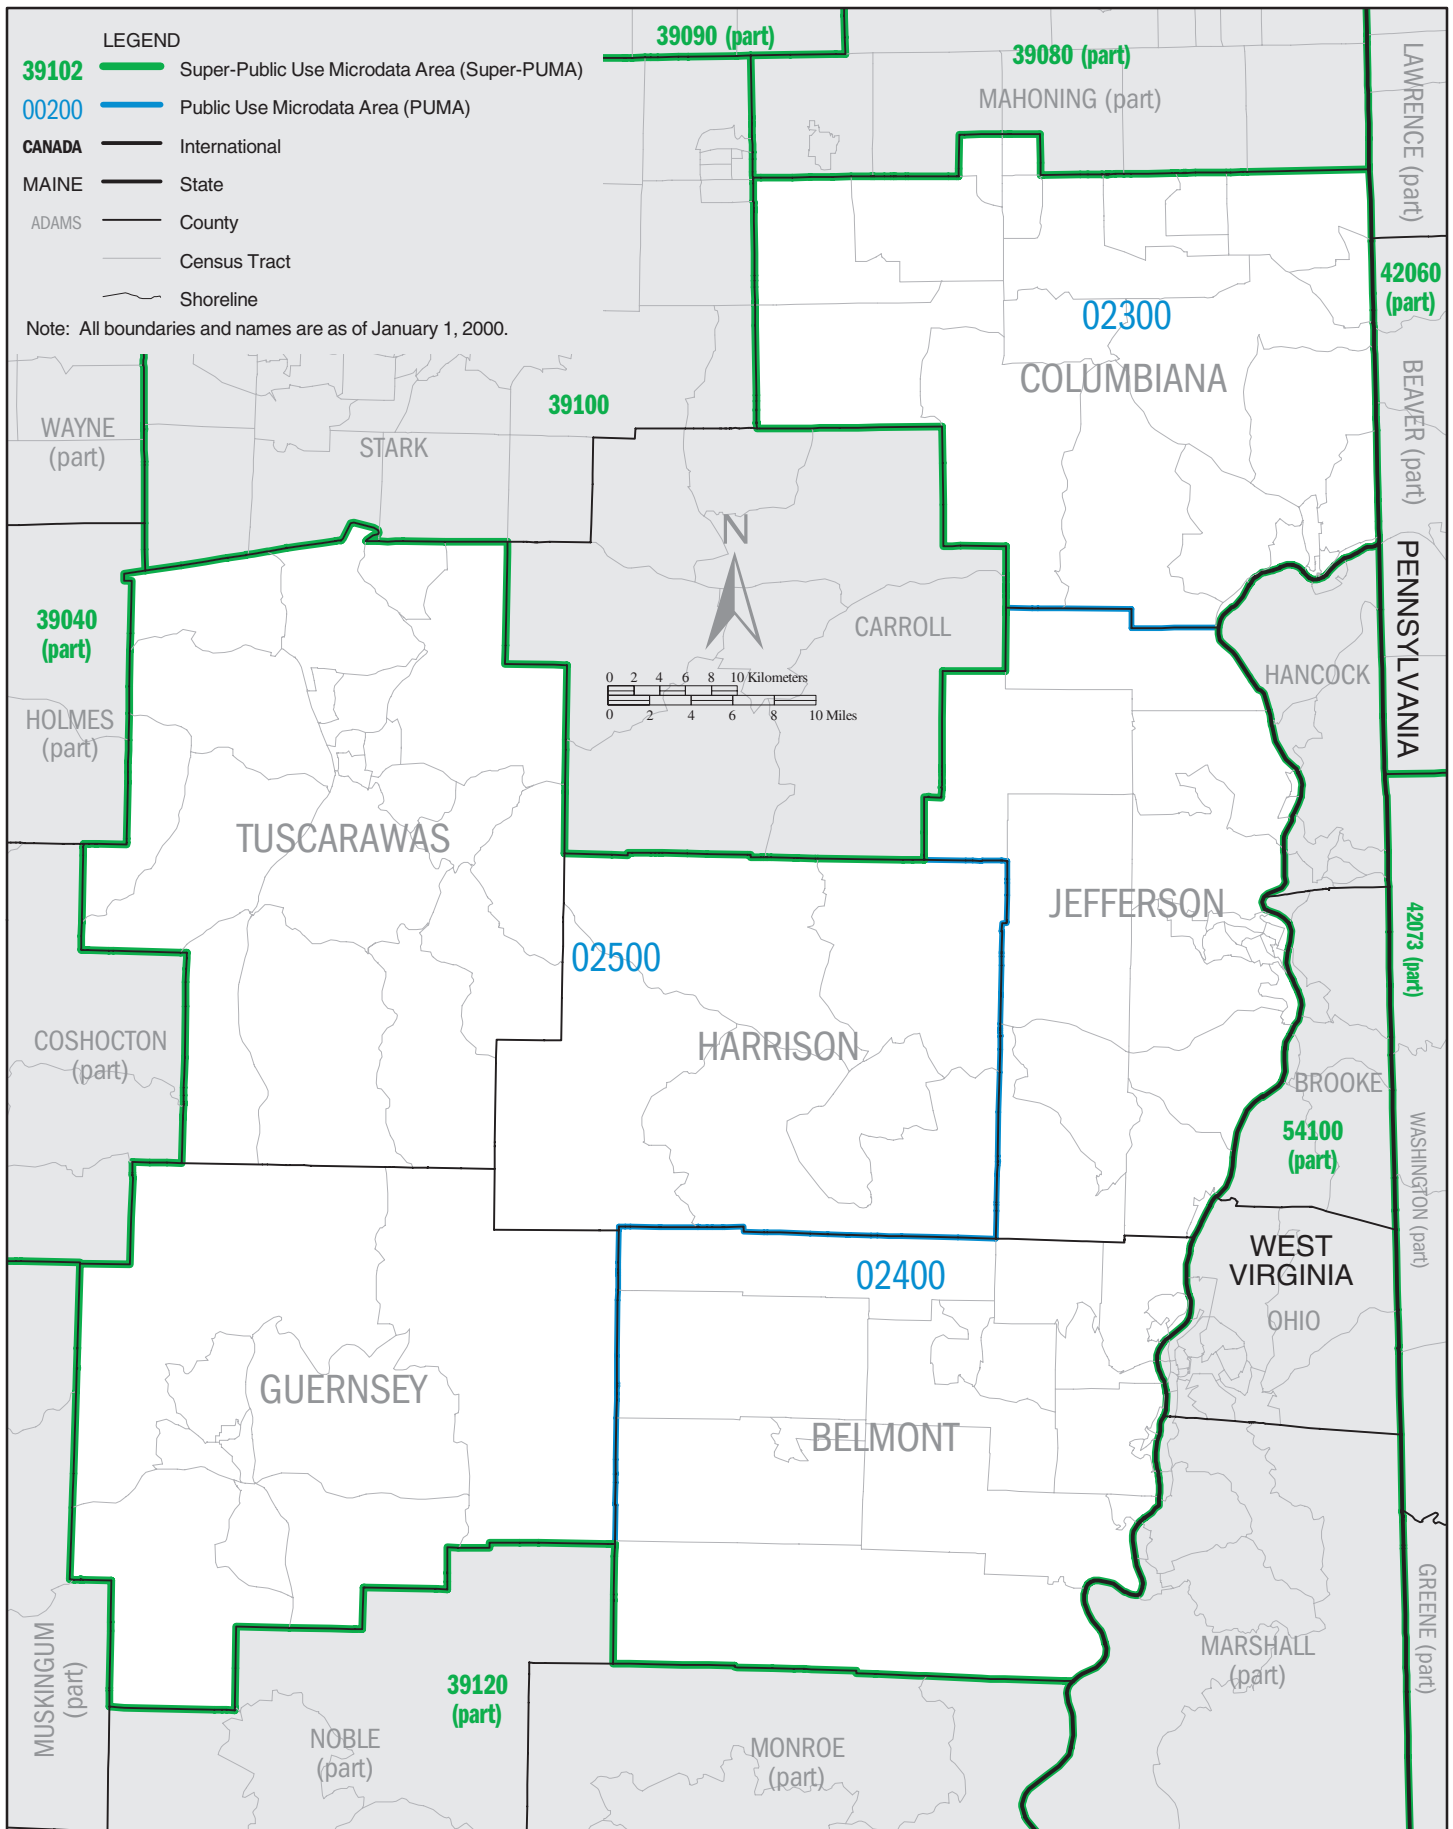 LEGEND
39102 Super-Public Use Microdata Area (Super-PUMA)
00200 Public Use Microdata Area (PUMA)
CANADA International
MAINE State
ADAMS County
Census Tract
Shoreline
Note: All boundaries and names are as of January 1, 2000.
39090 (part)
39080 (part)
MAHONING (part)
LAWRENCE (part)
42060
(part)
02300
COLUMBIANA
BEAVER (part)
39100
WAYNE
(part)
STARK
N
PENNSYLVANIA
39040
(part)
CARROLL
HANCOCK
0 2 4 6 8 10 Kilometers
0 2 4 6 8 10 Miles
HOLMES
(part)
TUSCARAWAS
JEFFERSON
42073 (part)
02500
COSHOCTON
(part)
HARRISON
BROOKE
54100
(part)
WASHINGTON (part)
WEST
VIRGINIA
02400
OHIO
GUERNSEY
BELMONT
GREENE (part)
MUSKINGUM
(part)
MARSHALL
(part)
39120
(part)
NOBLE
(part)
MONROE
(part)